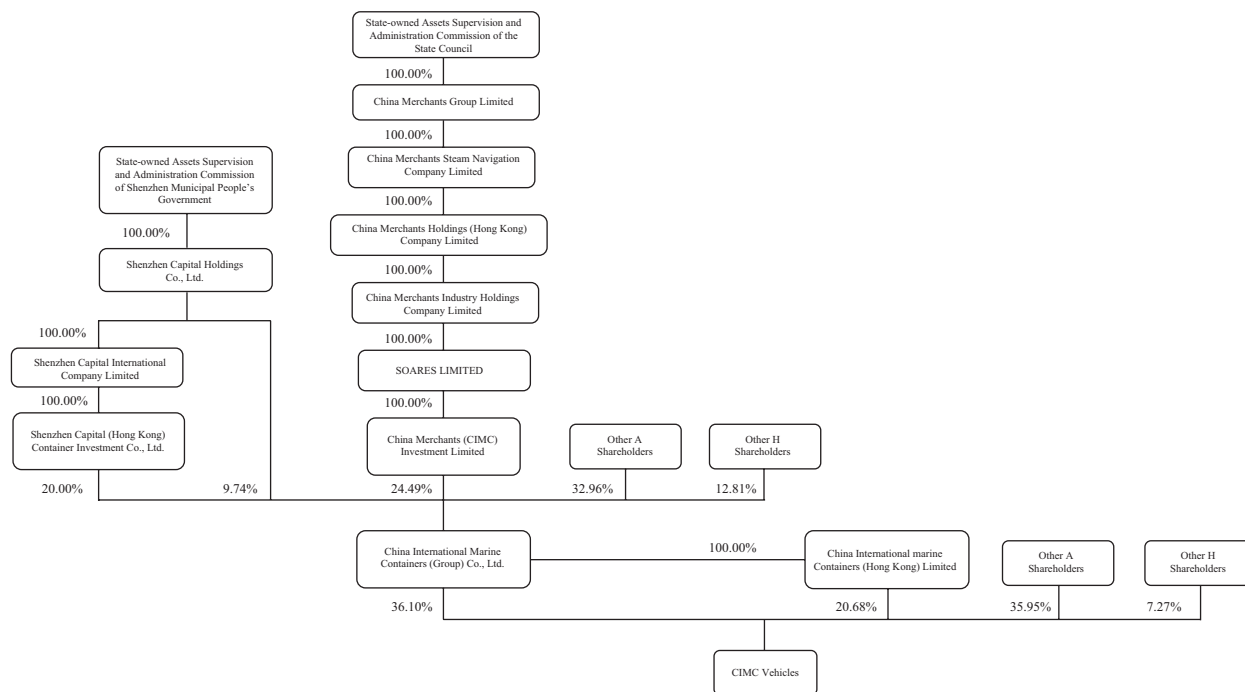 State-owned Assets Supervision and
Administration Commission of the
State Council
100.00%
China Merchants Group Limited
100.00%
China Merchants Steam Navigation
Company Limited
State-owned Assets Supervision
and Administration Commission
of Shenzhen Municipal People's
Government
100.00%
China Merchants Holdings (Hong Kong)
Company Limited
100.00%
Shenzhen Capital Holdings
Co., Ltd.
100.00%
China Merchants Industry Holdings
Company Limited
100.00%
100.00%
Shenzhen Capital International
Company Limited
SOARES LIMITED
100.00%
100.00%
Shenzhen Capital (Hong Kong)
Container Investment Co., Ltd.
China Merchants (CIMC)
Investment Limited
Other A
Shareholders
Other H
Shareholders
20.00%
9.74%
24.49%
32.96%
12.81%
China International Marine
Containers (Group) Co., Ltd.
100.00%
China International marine
Containers (Hong Kong) Limited
Other A
Shareholders
Other H
Shareholders
36.10%
20.68%
35.95%
7.27%
CIMC Vehicles